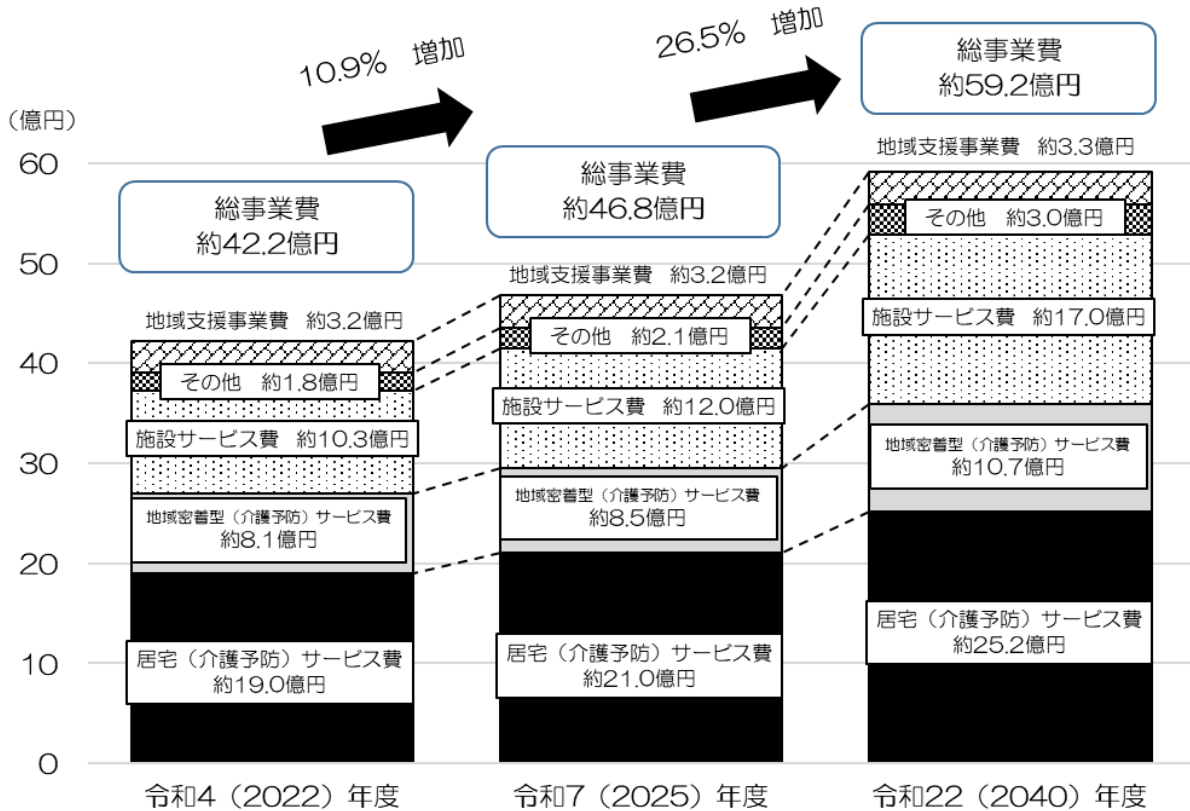 10.9% 増加
26.5% 増加
総事業費
約59.2億円
総事業費
約46.8億円
総事業費
約42.2億円
(億円)
60
50
40
30
20
10
0
地域支援事業費 約3.2億円
その他 約1.8億円
施設サービス費 約10.3億円
地域密着型(介護予防)サービス費
約8.1億円
居宅(介護予防)サービス費
約19.0億円
地域支援事業費 約3.2億円
その他 約2.1億円
施設サービス費 約12.0億円
地域密着型(介護予防)サービス費
約8.5億円
居宅(介護予防)サービス費
約21.0億円
地域支援事業費 約3.3億円
その他 約3.0億円
施設サービス費 約17.0億円
地域密着型(介護予防)サービス費
約10.7億円
居宅(介護予防)サービス費
約25.2億円
令和4(2022)年度
令和7(2025)年度
令和22(2040)年度